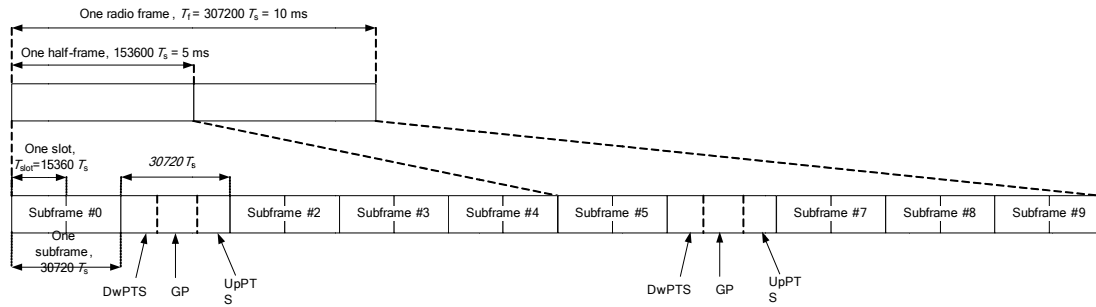 One radio frame, Tf = 307200 Ts = 10 ms
One half-frame, 153600 Ts = 5 ms
One slot,
Tslot=15360 Ts
30720 Ts
Subframe #0
Subframe #2
Subframe #3
Subframe #4
Subframe #5
Subframe #7
Subframe #8
Subframe #9
One
subframe,
30720 Ts
DwPTS
GP
UpPT
S
DwPTS
GP
UpPT
S